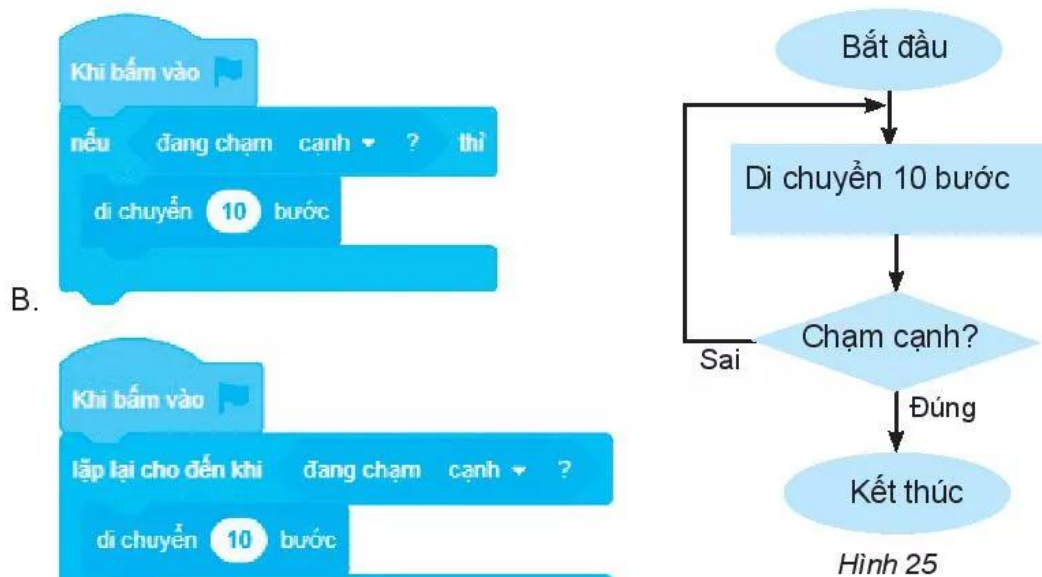 Khi bấm vào
nếu đang chạm cạnh ? thì
di chuyển 10 bước
B.
Khi bấm vào
lặp lại cho đến khi đang chạm cạnh ?
di chuyển 10 bước
Bắt đầu
Di chuyển 10 bước
Chạm cạnh?
Sai
Đúng
Kết thúc
Hình 25